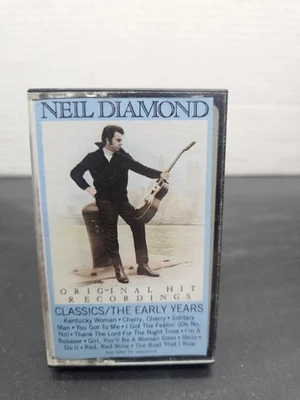 NEIL DIAMOND
ORIGINAL HIT
RECORDINGS
CLASSICS/THE EARLY YEARS
Kentucky Woman • Cherry, Cherry • Solitary
Man • You Got To Me • I Got The Feelin' (Oh No,
No) • Thank The Lord For The Night Time • I'm A
Believer • Girl, You'll Be A Woman Soon • Shilo •
Do It • Red, Red Wine • The Boat That I Row